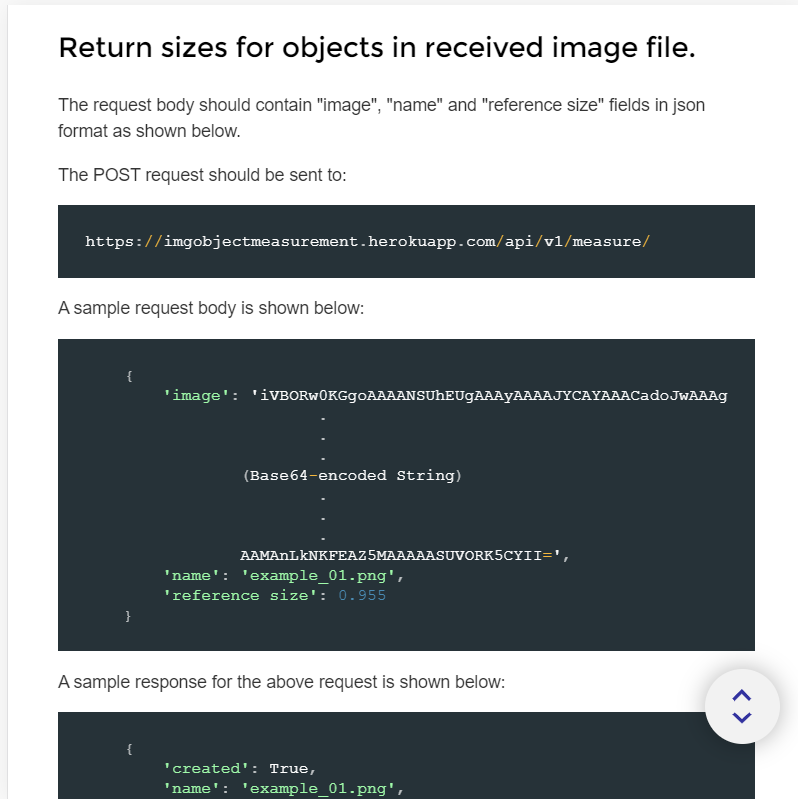 Return sizes for objects in received image file.
The request body should contain "image", "name" and "reference size" fields in json
format as shown below.
The POST request should be sent to:
https://imgobjectmeasurement.herokuapp.com/api/v1/measure/
A sample request body is shown below:
{
'image': 'iVBORw0KGgoAAAANSUhEUgAAAyAAAAJYCAYAAACadoJwAAAg
.
.
.
(Base64-encoded String)
.
.
.
AAMAnLkNKFEAZ5MAAAAASUVORK5CYII=',
'name': 'example_01.png',
'reference size': 0.955
}
A sample response for the above request is shown below:
{
'created': True,
'name': 'example_01.png',